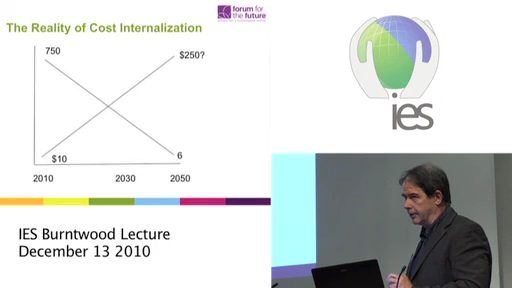 forum for
the future
The Reality of Cost Internalization
750
$250?
$10
6
2010
2030
2050
IES Burntwood Lecture
December 13 2010
ies